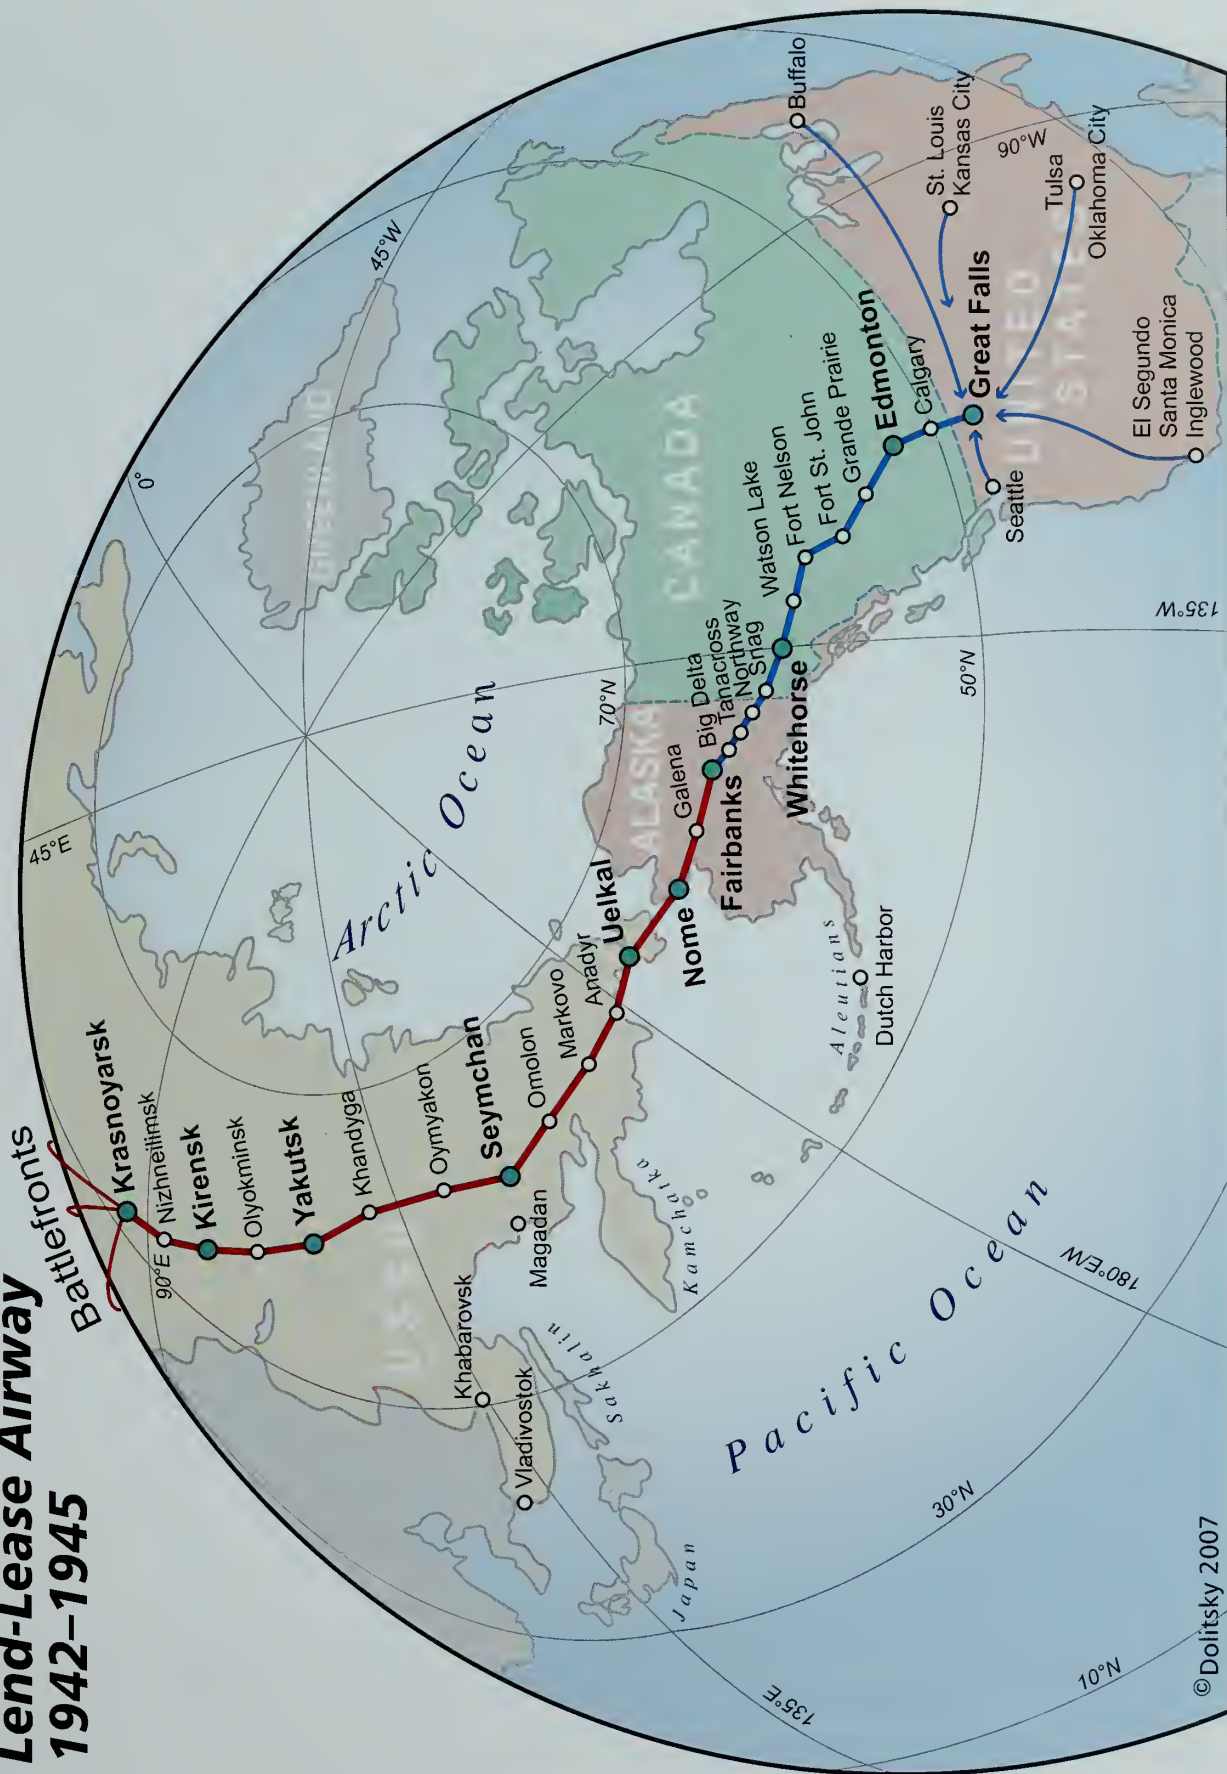 Lend-Lease Airway
1942–1945
Battlefronts
Krasnoyarsk
Nizhneilimsk
Kirensk
Olyokminsk
Yakutsk
Khandyga
Oymyakon
Seymchan
Omolon
Markovo
Anadyr
Uelkal
Nome
Galena
Fairbanks
Big Delta
Tanacross
Northway
Snag
Whitehorse
Watson Lake
Fort Nelson
Fort St. John
Grande Prairie
Edmonton
Calgary
Great Falls
Seattle
Buffalo
St. Louis
Kansas City
Tulsa
Oklahoma City
El Segundo
Santa Monica
Inglewood
Magadan
Khabarovsk
Vladivostok
Dutch Harbor
Aleutians
Kamchatka
Sakhalin
Japan
Arctic Ocean
Pacific Ocean
GREENLAND
CANADA
ALASKA
UNITED
STATES
U.S.S.R.
0°
45°W
90°W
135°W
180°E/W
135°E
90°E
45°E
70°N
50°N
30°N
10°N
©Dolitsky 2007